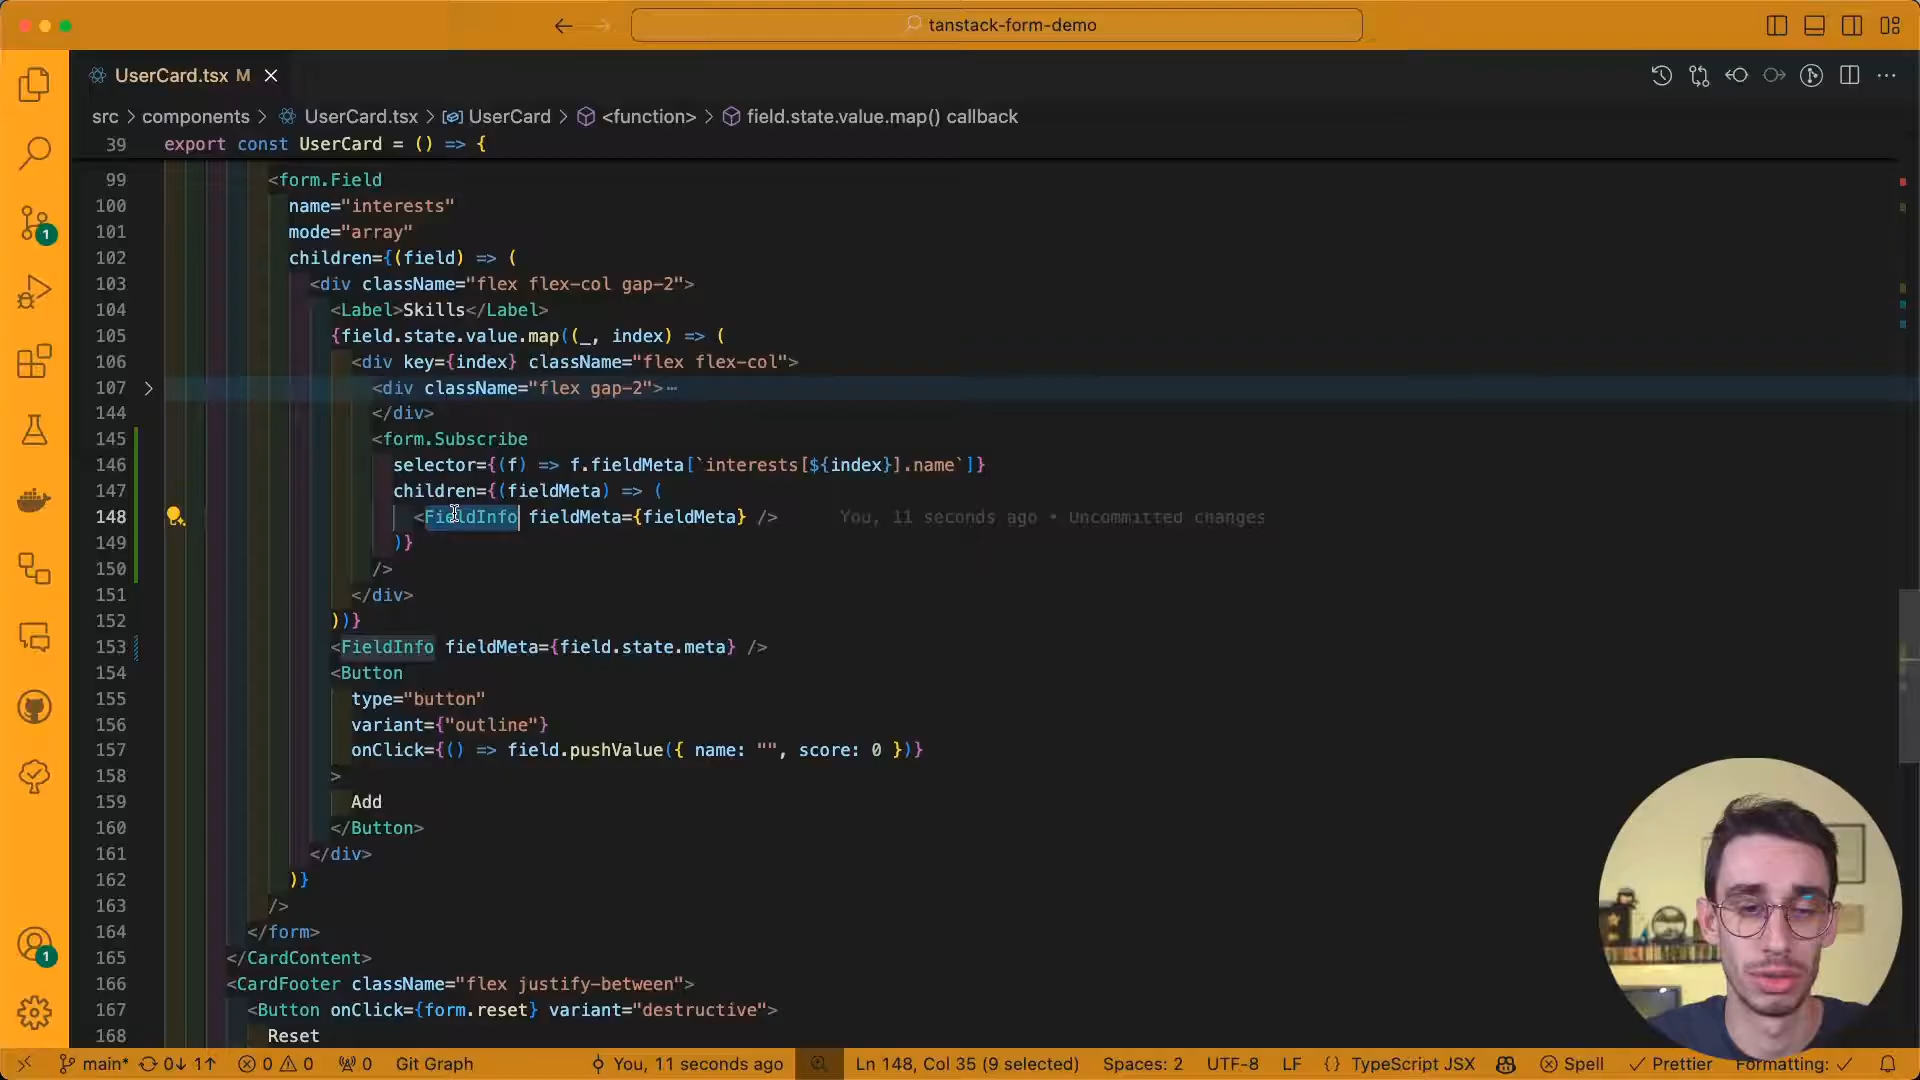 tanstack-form-demo
UserCard.tsx M
src > components > UserCard.tsx > UserCard > <function> > field.state.value.map() callback
39 export const UserCard = () => {
99 <form.Field
100 name="interests"
101 mode="array"
102 children={(field) => (
103 <div className="flex flex-col gap-2">
104 <Label>Skills</Label>
105 {field.state.value.map((_, index) => (
106 <div key={index} className="flex flex-col">
107 <div className="flex gap-2">⋯
144 </div>
145 <form.Subscribe
146 selector={(f) => f.fieldMeta[`interests[${index}].name`]}
147 children={(fieldMeta) => (
148 <FieldInfo fieldMeta={fieldMeta} /> You, 11 seconds ago • Uncommitted changes
149 )}
150 />
151 </div>
152 ))}
153 <FieldInfo fieldMeta={field.state.meta} />
154 <Button
155 type="button"
156 variant={"outline"}
157 onClick={() => field.pushValue({ name: "", score: 0 })}
158 >
159 Add
160 </Button>
161 </div>
162 )}
163 />
164 </form>
165 </CardContent>
166 <CardFooter className="flex justify-between">
167 <Button onClick={form.reset} variant="destructive">
168 Reset
1
1
main* 0↓ 1↑ 0 0 0 Git Graph You, 11 seconds ago Ln 148, Col 35 (9 selected) Spaces: 2 UTF-8 LF {} TypeScript JSX Spell Prettier Formatting: